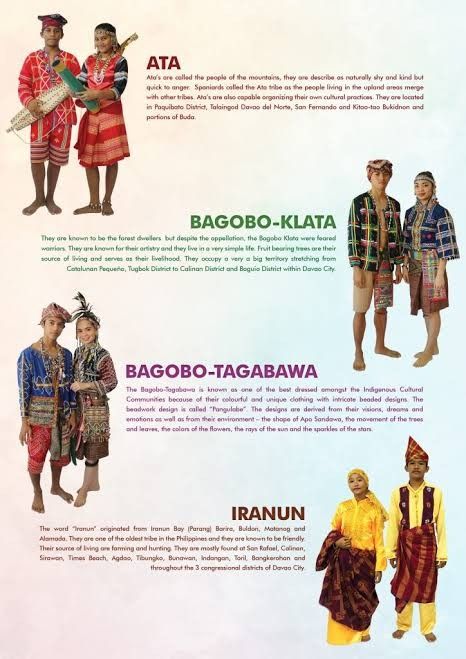 ATA
Ata's are called the people of the mountains, they are describe as naturally shy and kind but
quick to anger. Spaniards called the Ata tribe as the people living in the upland areas merge
with other tribes. Ata's are also capable organizing their own cultural practices. They are located
in Paquibato District, Talaingod Davao del Norte, San Fernando and Kitao-tao Bukidnon and
portions of Buda.
BAGOBO-KLATA
They are known to be the forest dwellers but despite the appellation, the Bagobo Klata were feared
warriors. They are known for their artistry and they live in a very simple life. Fruit bearing trees are their
source of living and serves as their livelihood. They occupy a very a big territory stretching from
Catalunan Pequeño, Tugbok District to Calinan District and Baguio District within Davao City.
BAGOBO-TAGABAWA
The Bagobo-Tagabawa is known as one of the best dressed amongst the Indigenous Cultural
Communities because of their colourful and unique clothing with intricate beaded designs. The
beadwork design is called "Pangulabe". The designs are derived from their visions, dreams and
emotions as well as from their environment – the shape of Apo Sandawa, the movement of the trees
and leaves, the colors of the flowers, the rays of the sun and the sparkles of the stars.
IRANUN
The word "Iranun" originated from Iranun Bay (Parang) Barira, Buldon, Matanog and
Alamada. They are one of the oldest tribe in the Philippines and they are known to be friendly.
Their source of living are farming and hunting. They are mostly found at San Rafael, Calinan,
Sirawan, Times Beach, Agdao, Tibungko, Bunawan, Indangan, Toril, Bangkerohan and
throughout the 3 congressional districts of Davao City.